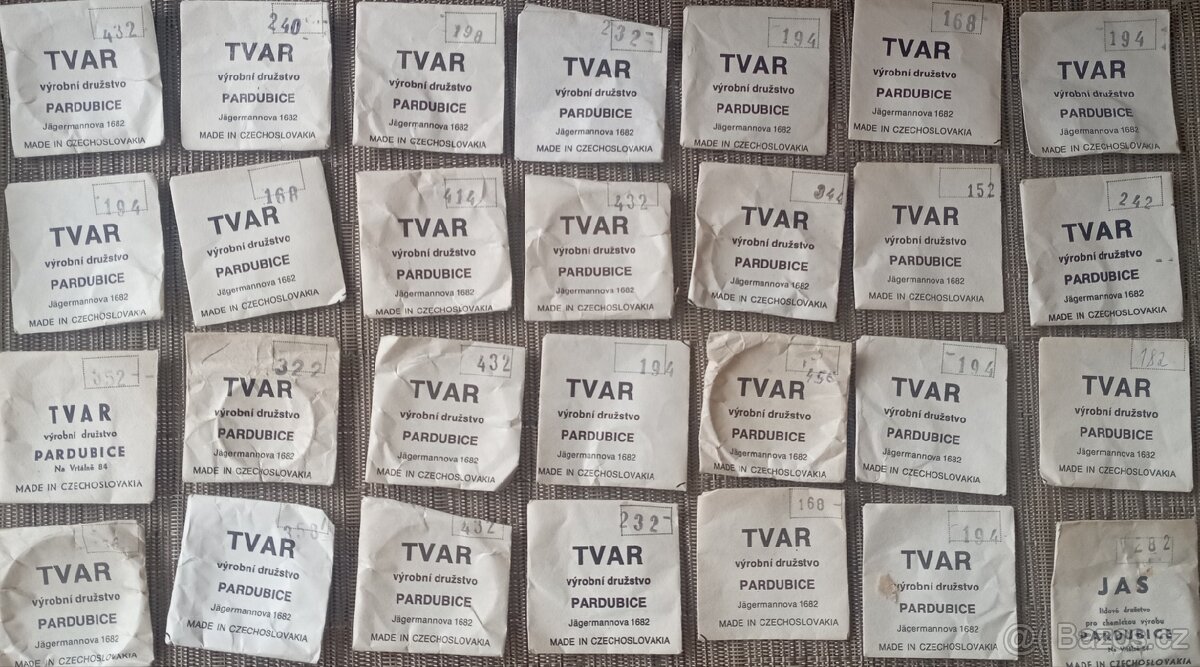 432
TVAR
výrobní družstvo
PARDUBICE
Jägermannova 1682
MADE IN CZECHOSLOVAKIA
240
TVAR
výrobní družstvo
PARDUBICE
Jägermannova 1682
MADE IN CZECHOSLOVAKIA
198
TVAR
výrobní družstvo
PARDUBICE
Jägermannova 1682
MADE IN CZECHOSLOVAKIA
232-
TVAR
výrobní družstvo
PARDUBICE
Jägermannova 1682
MADE IN CZECHOSLOVAKIA
194
TVAR
výrobní družstvo
PARDUBICE
Jägermannova 1682
MADE IN CZECHOSLOVAKIA
168
TVAR
výrobní družstvo
PARDUBICE
Jägermannova 1682
MADE IN CZECHOSLOVAKIA
194
TVAR
výrobní družstvo
PARDUBICE
Jägermannova 1682
MADE IN CZECHOSLOVAKIA
194
TVAR
výrobní družstvo
PARDUBICE
Jägermannova 1682
MADE IN CZECHOSLOVAKIA
168
TVAR
výrobní družstvo
PARDUBICE
Jägermannova 1682
MADE IN CZECHOSLOVAKIA
414
TVAR
výrobní družstvo
PARDUBICE
Jägermannova 1682
MADE IN CZECHOSLOVAKIA
432
TVAR
výrobní družstvo
PARDUBICE
Jägermannova 1682
MADE IN CZECHOSLOVAKIA
TVAR
výrobní družstvo
PARDUBICE
Jägermannova 1682
MADE IN CZECHOSLOVAKIA
152
TVAR
výrobní družstvo
PARDUBICE
Jägermannova 1682
MADE IN CZECHOSLOVAKIA
242
TVAR
výrobní družstvo
PARDUBICE
Jägermannova 1682
MADE IN CZECHOSLOVAKIA
352-
TVAR
výrobní družstvo
PARDUBICE
Na Vrtálně 84
MADE IN CZECHOSLOVAKIA
322
TVAR
výrobní družstvo
PARDUBICE
Jägermannova 1682
MADE IN CZECHOSLOVAKIA
432
TVAR
výrobní družstvo
PARDUBICE
Jägermannova 1682
MADE IN CZECHOSLOVAKIA
194
TVAR
výrobní družstvo
PARDUBICE
Jägermannova 1682
MADE IN CZECHOSLOVAKIA
456
TVAR
výrobní družstvo
PARDUBICE
Jägermannova 1682
MADE IN CZECHOSLOVAKIA
194
TVAR
výrobní družstvo
PARDUBICE
Jägermannova 1682
MADE IN CZECHOSLOVAKIA
182
TVAR
výrobní družstvo
PARDUBICE
Jägermannova 1682
MADE IN CZECHOSLOVAKIA
TVAR
výrobní družstvo
PARDUBICE
Jägermannova 1682
MADE IN CZECHOSLOVAKIA
TVAR
výrobní družstvo
PARDUBICE
Jägermannova 1682
MADE IN CZECHOSLOVAKIA
432
TVAR
výrobní družstvo
PARDUBICE
Jägermannova 1682
MADE IN CZECHOSLOVAKIA
232-
TVAR
výrobní družstvo
PARDUBICE
Jägermannova 1682
MADE IN CZECHOSLOVAKIA
168
TVAR
výrobní družstvo
PARDUBICE
Jägermannova 1682
MADE IN CZECHOSLOVAKIA
194
TVAR
výrobní družstvo
PARDUBICE
Jägermannova 1682
MADE IN CZECHOSLOVAKIA
282
JAS
lidové družstvo
pro chemickou výrobu
PARDUBICE
Na Vrtálně 84
MADE IN CZECHOSLOVAKIA
Bazos.cz